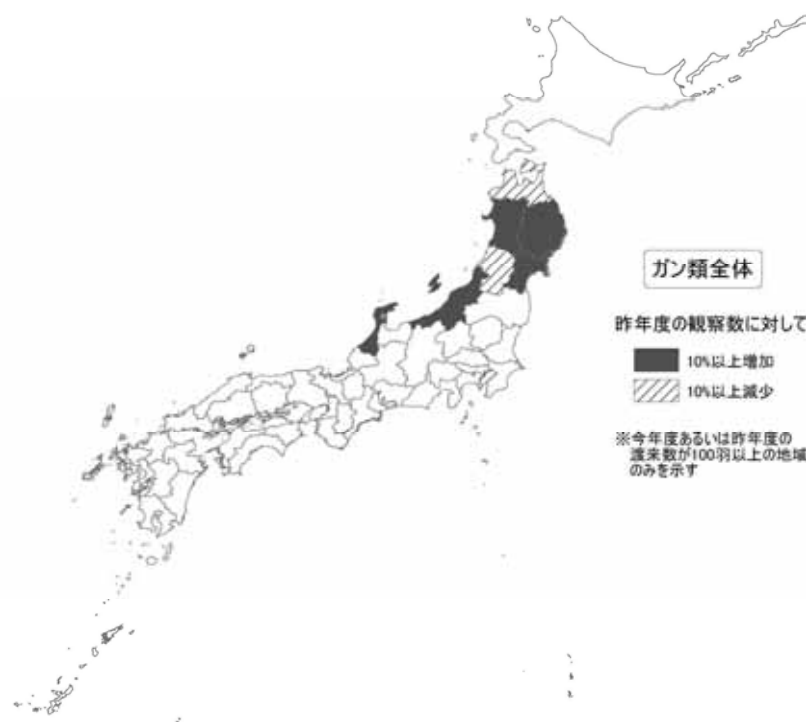 ガン類全体
昨年度の観察数に対して
10%以上増加
10%以上減少
※今年度あるいは昨年度の
渡来数が100羽以上の地域
のみを示す